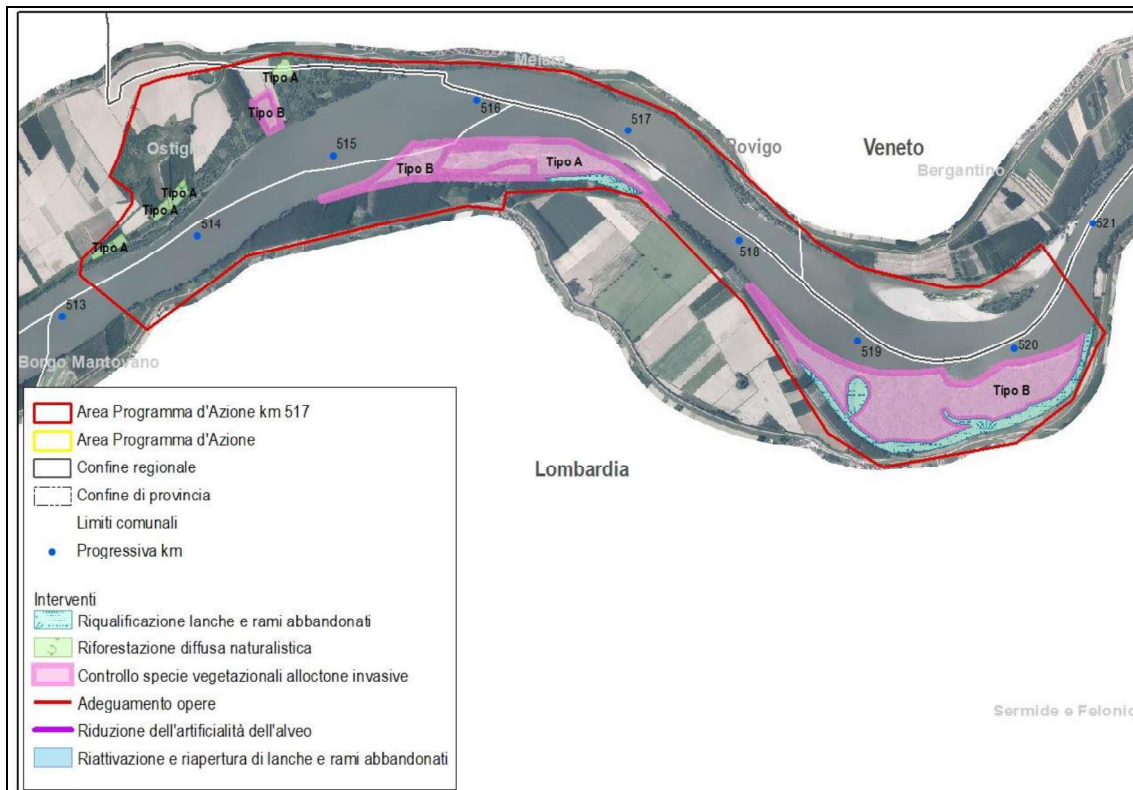 Melara
Tipo A
Tipo B
516
517
Ostiglia
515
Rovigo
Veneto
Tipo B
Tipo A
Bergantino
Tipo A
Tipo A
514
521
Tipo A
518
513
519
520
Borgo Mantovano
Tipo B
Area Programma d'Azione km 517
Area Programma d'Azione
Confine regionale
Lombardia
Confine di provincia
Limiti comunali
Progressiva km
Interventi
Riqualificazione lanche e rami abbandonati
Riforestazione diffusa naturalistica
Controllo specie vegetazionali alloctone invasive
Adeguamento opere
Sermide e Felonic
Riduzione dell'artificialità dell'alveo
Riattivazione e riapertura di lanche e rami abbandonati